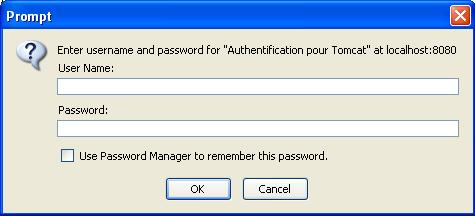 Prompt
Enter username and password for "Authentification pour Tomcat" at localhost:8080
User Name:
Password:
Use Password Manager to remember this password.
OK Cancel